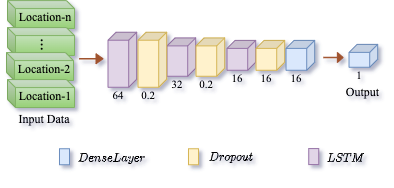 Location-n
⋮
Location-2
Location-1
Input Data
64
0.2
32
0.2
16
16
16
1
Output
DenseLayer
Dropout
LSTM